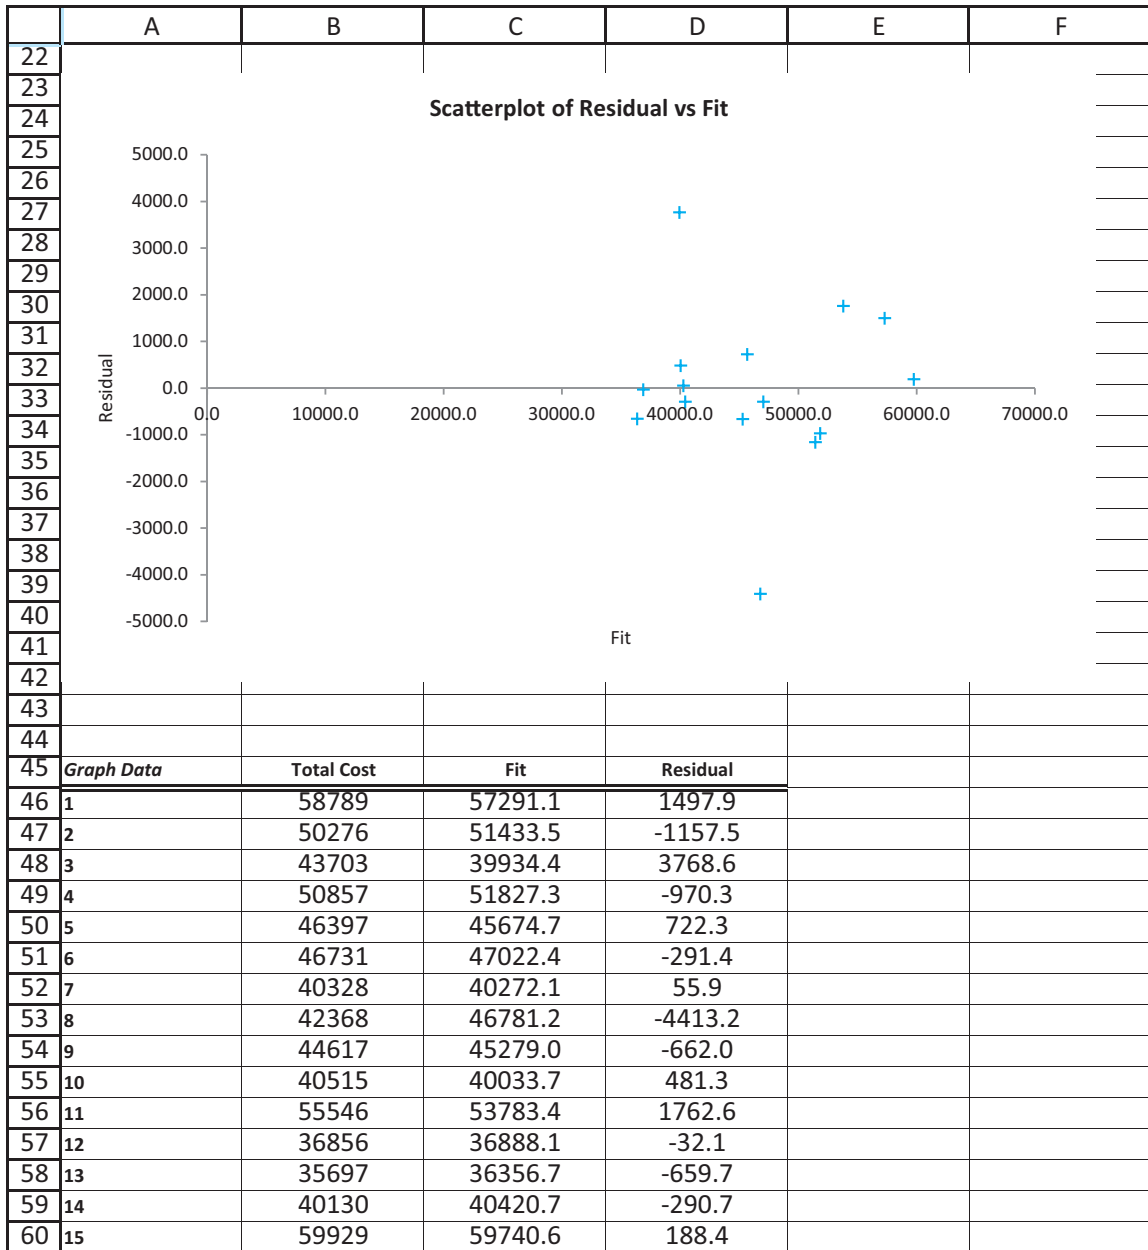 A B C D E F
22
23
24
25
26
27
28
29
30
31
32
33
34
35
36
37
38
39
40
41
42
43
44
Scatterplot of Residual vs Fit
5000.0
4000.0
3000.0
2000.0
1000.0
0.0
-1000.0
-2000.0
-3000.0
-4000.0
-5000.0
Residual
0.0 10000.0 20000.0 30000.0 40000.0 50000.0 60000.0 70000.0
Fit
45 Graph Data Total Cost Fit Residual
46 1 58789 57291.1 1497.9
47 2 50276 51433.5 -1157.5
48 3 43703 39934.4 3768.6
49 4 50857 51827.3 -970.3
50 5 46397 45674.7 722.3
51 6 46731 47022.4 -291.4
52 7 40328 40272.1 55.9
53 8 42368 46781.2 -4413.2
54 9 44617 45279.0 -662.0
55 10 40515 40033.7 481.3
56 11 55546 53783.4 1762.6
57 12 36856 36888.1 -32.1
58 13 35697 36356.7 -659.7
59 14 40130 40420.7 -290.7
60 15 59929 59740.6 188.4